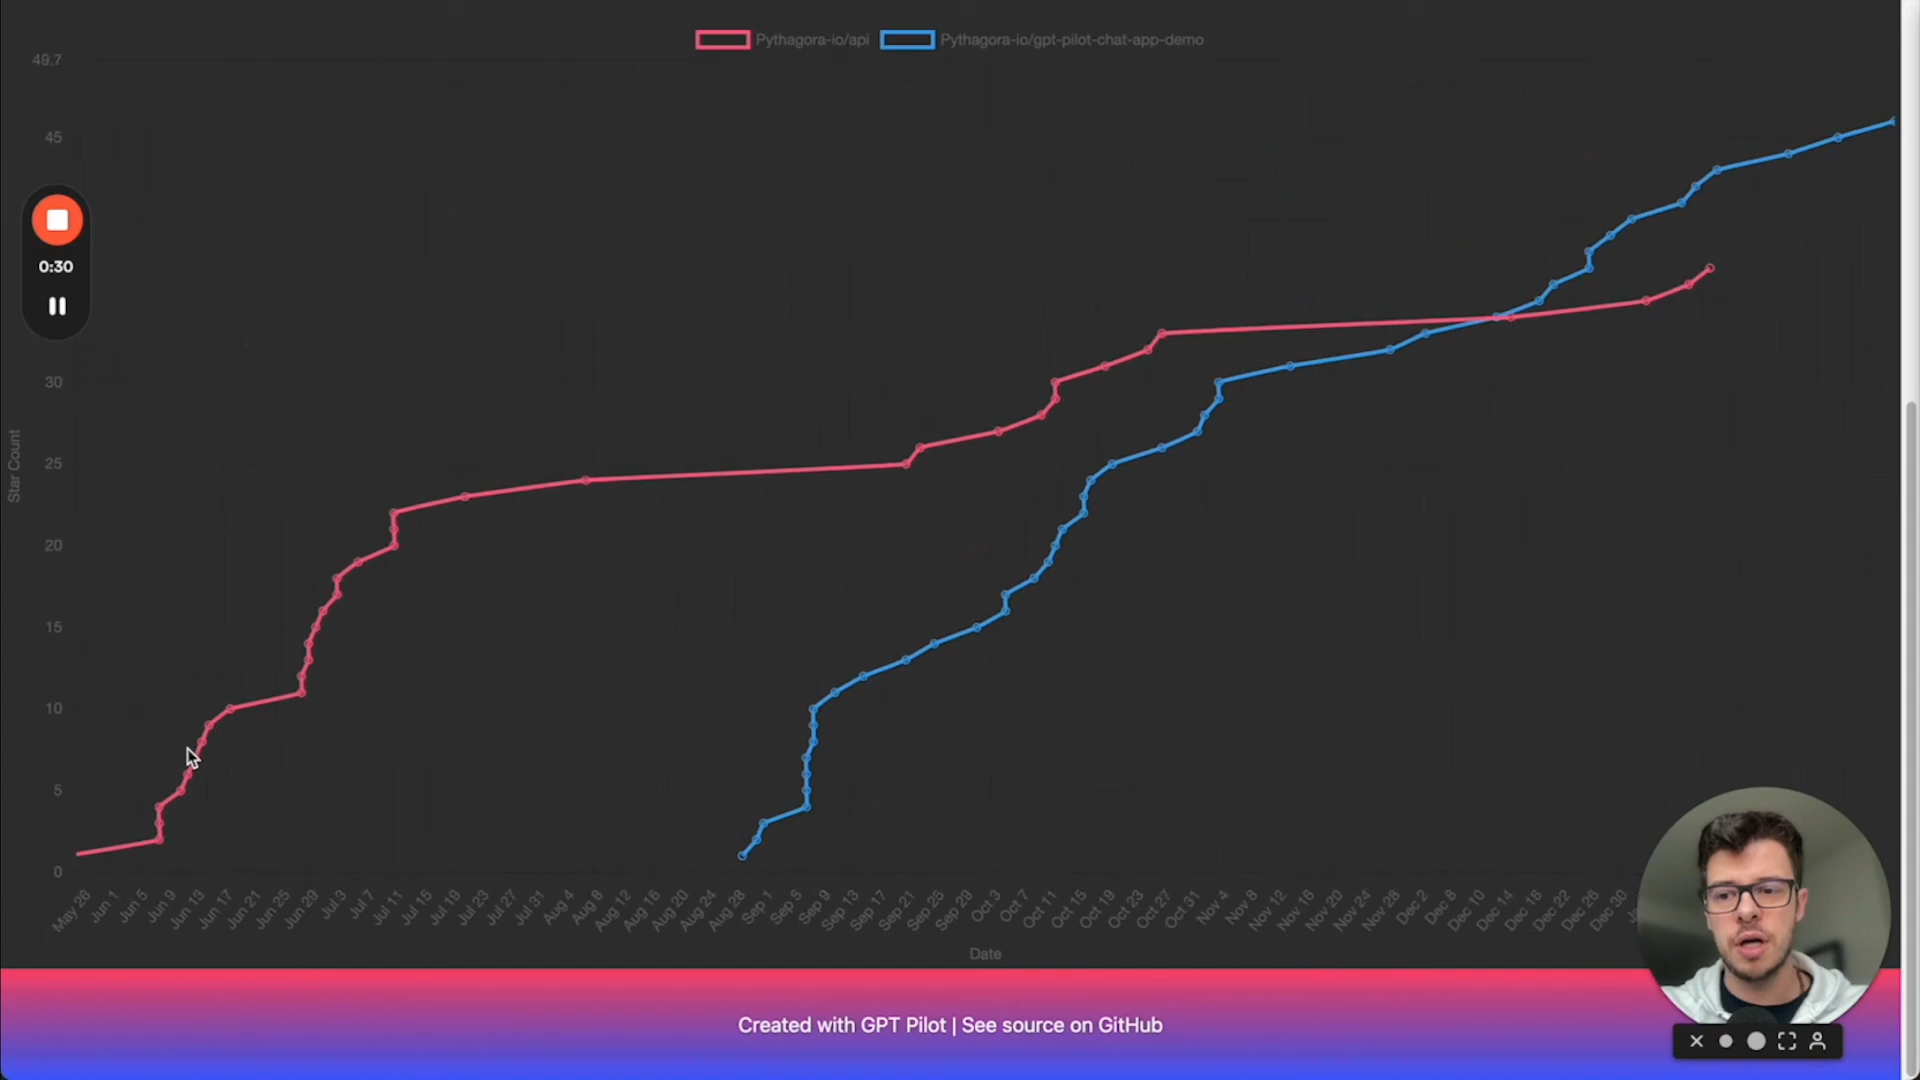 Pythagora-io/api Pythagora-io/gpt-pilot-chat-app-demo
49.7
45
0:30
30
Star Count
25
20
15
10
5
0
May 28 Jun 1 Jun 5 Jun 9 Jun 13 Jun 17 Jun 21 Jun 25 Jun 29 Jul 3 Jul 7 Jul 11 Jul 15 Jul 19 Jul 23 Jul 27 Jul 31 Aug 4 Aug 8 Aug 12 Aug 16 Aug 20 Aug 24 Aug 28 Sep 1 Sep 5 Sep 9 Sep 13 Sep 17 Sep 21 Sep 25 Sep 29 Oct 3 Oct 7 Oct 11 Oct 15 Oct 19 Oct 23 Oct 27 Oct 31 Nov 4 Nov 8 Nov 12 Nov 16 Nov 20 Nov 24 Nov 28 Dec 2 Dec 6 Dec 10 Dec 14 Dec 18 Dec 22 Dec 26 Dec 30
Date
Created with GPT Pilot | See source on GitHub